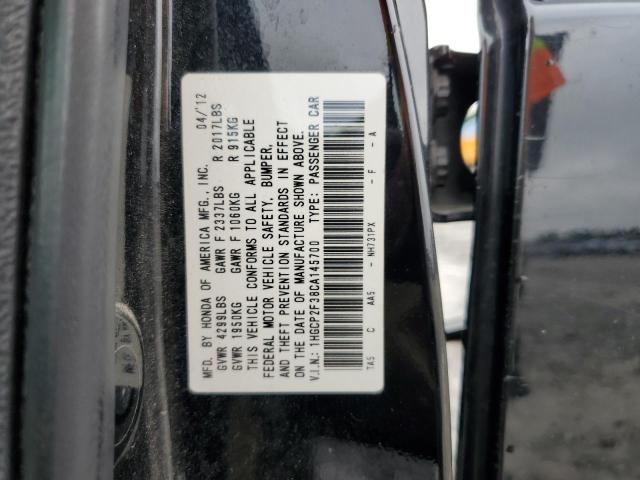 MFD. BY HONDA OF AMERICA MFG., INC. 04/'12
GVWR 4299LBS GAWR F 2337LBS R 2017LBS
GVWR 1950KG GAWR F 1060KG R 915KG
THIS VEHICLE CONFORMS TO ALL APPLICABLE
FEDERAL MOTOR VEHICLE SAFETY, BUMPER,
AND THEFT PREVENTION STANDARDS IN EFFECT
ON THE DATE OF MANUFACTURE SHOWN ABOVE.
V.I.N.: 1HGCP2F38CA145700 TYPE: PASSENGER CAR
TA5 C AA5 - NH731PX - F - A